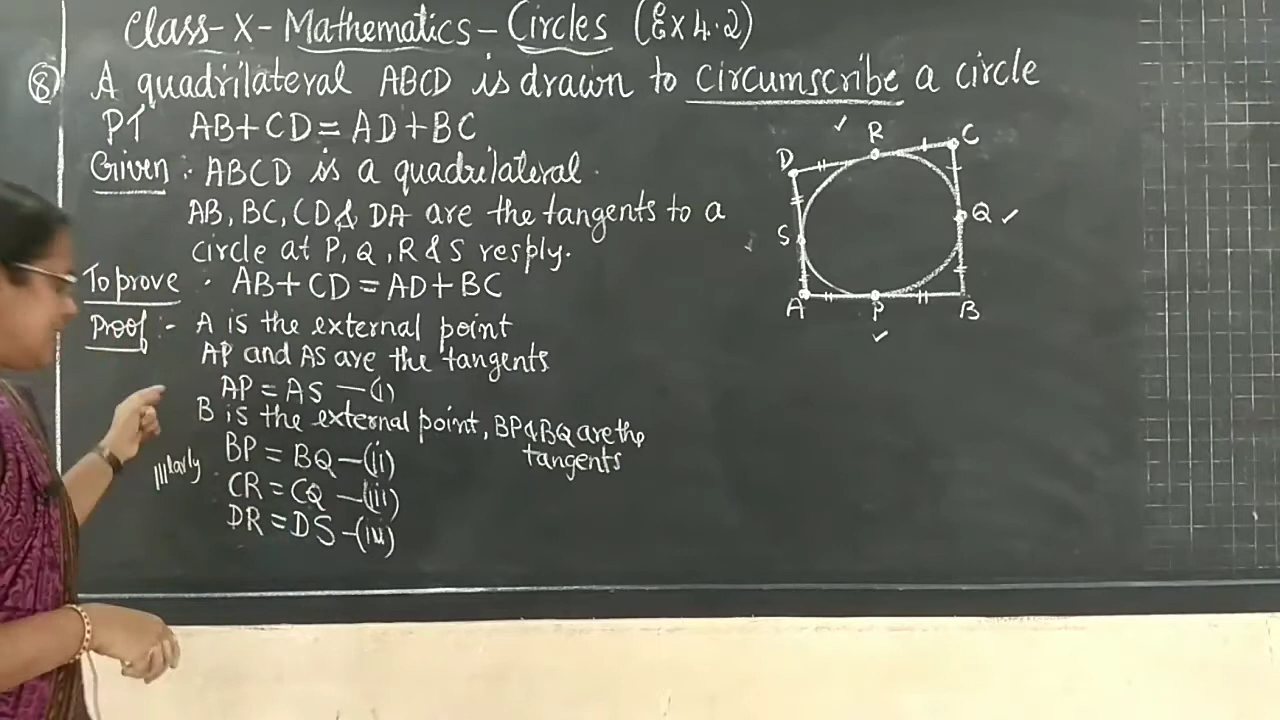 Class-X-Mathematics-Circles (Ex 4.2)
8) A quadrilateral ABCD is drawn to circumscribe a circle
PT AB+CD=AD+BC
Given :- ABCD is a quadrilateral.
AB, BC, CD & DA are the tangents to a
circle at P, Q, R & S resply.
To prove : AB+CD=AD+BC
Proof :- A is the external point
AP and AS are the tangents
AP = AS —(i)
B is the external point, BP & BQ are the
tangents
BP = BQ —(ii)
|||larly CR = CQ —(iii)
DR = DS —(iii)
D R C
S Q
A P B